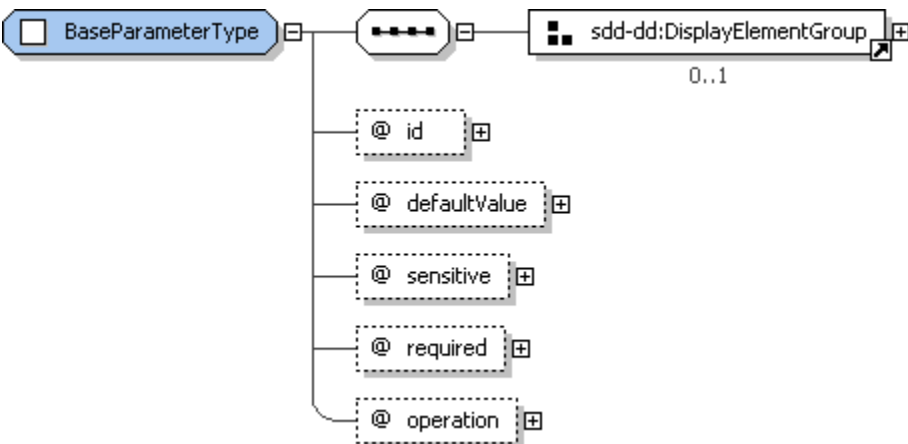 BaseParameterType
sdd-dd:DisplayElementGroup
0..1
@ id
@ defaultValue
@ sensitive
@ required
@ operation